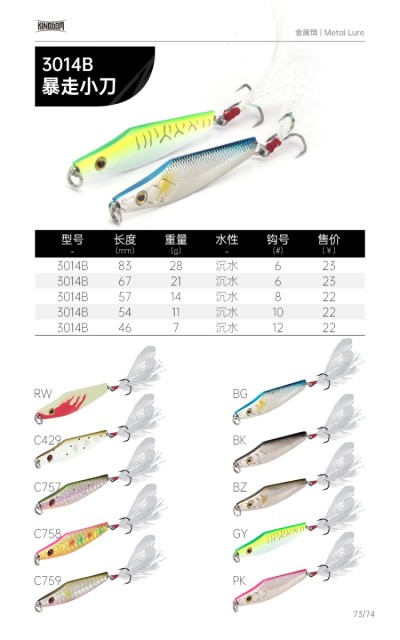 KINGDOM
金属饵 | Metal Lure
3014B
暴走小刀
型号 长度 重量 水性 钩号 售价
- (mm) (g) - (#) (¥)
3014B 83 28 沉水 6 23
3014B 67 21 沉水 6 23
3014B 57 14 沉水 8 22
3014B 54 11 沉水 10 22
3014B 46 7 沉水 12 22
RW
C429
C757
C758
C759
BG
BK
BZ
GY
PK
73/74